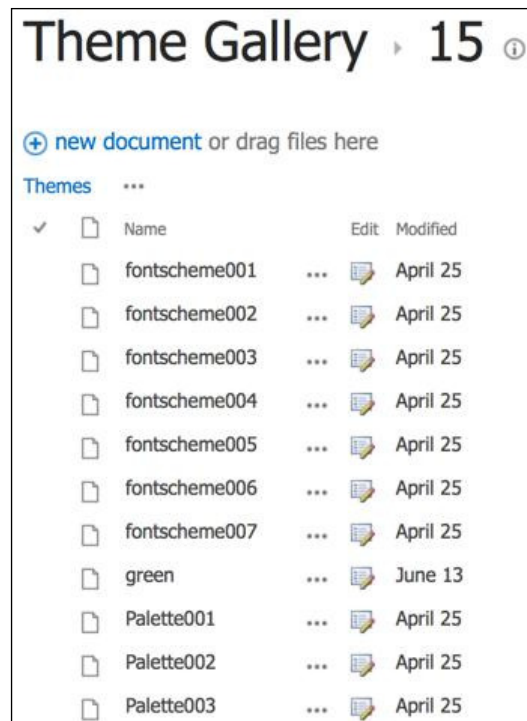 Theme Gallery ▸ 15
new document or drag files here
Themes ...
Name Edit Modified
fontscheme001 ... April 25
fontscheme002 ... April 25
fontscheme003 ... April 25
fontscheme004 ... April 25
fontscheme005 ... April 25
fontscheme006 ... April 25
fontscheme007 ... April 25
green ... June 13
Palette001 ... April 25
Palette002 ... April 25
Palette003 ... April 25